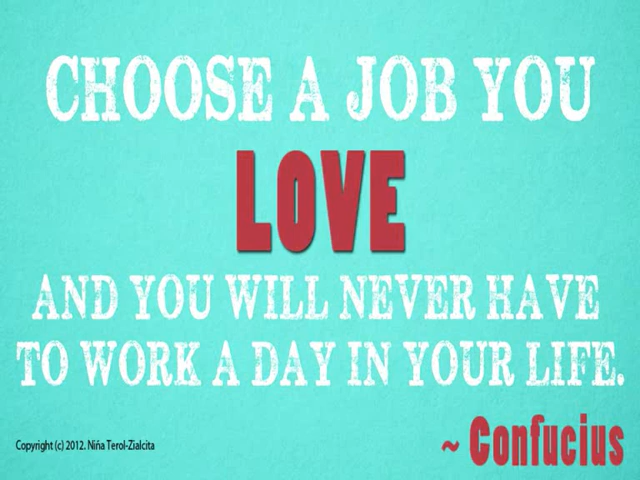 CHOOSE A JOB YOU
LOVE
AND YOU WILL NEVER HAVE
TO WORK A DAY IN YOUR LIFE.
~ Confucius
Copyright (c) 2012. Niña Terol-Zialcita